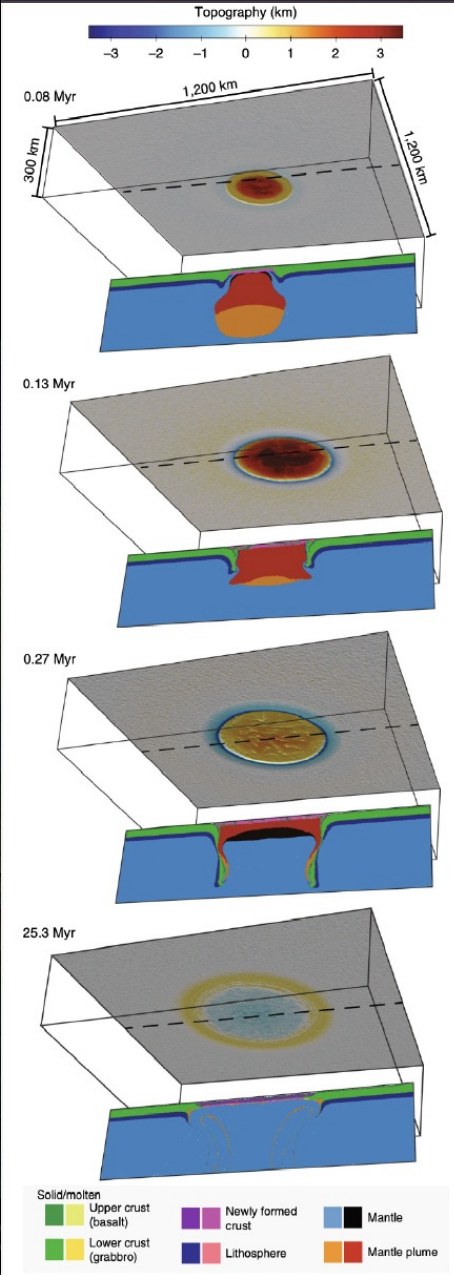 Topography (km)
−3 −2 −1 0 1 2 3
0.08 Myr
1,200 km
300 km
1,200 km
0.13 Myr
0.27 Myr
25.3 Myr
Solid/molten
Upper crust
(basalt)
Newly formed
crust
Mantle
Lower crust
(grabbro)
Lithosphere
Mantle plume